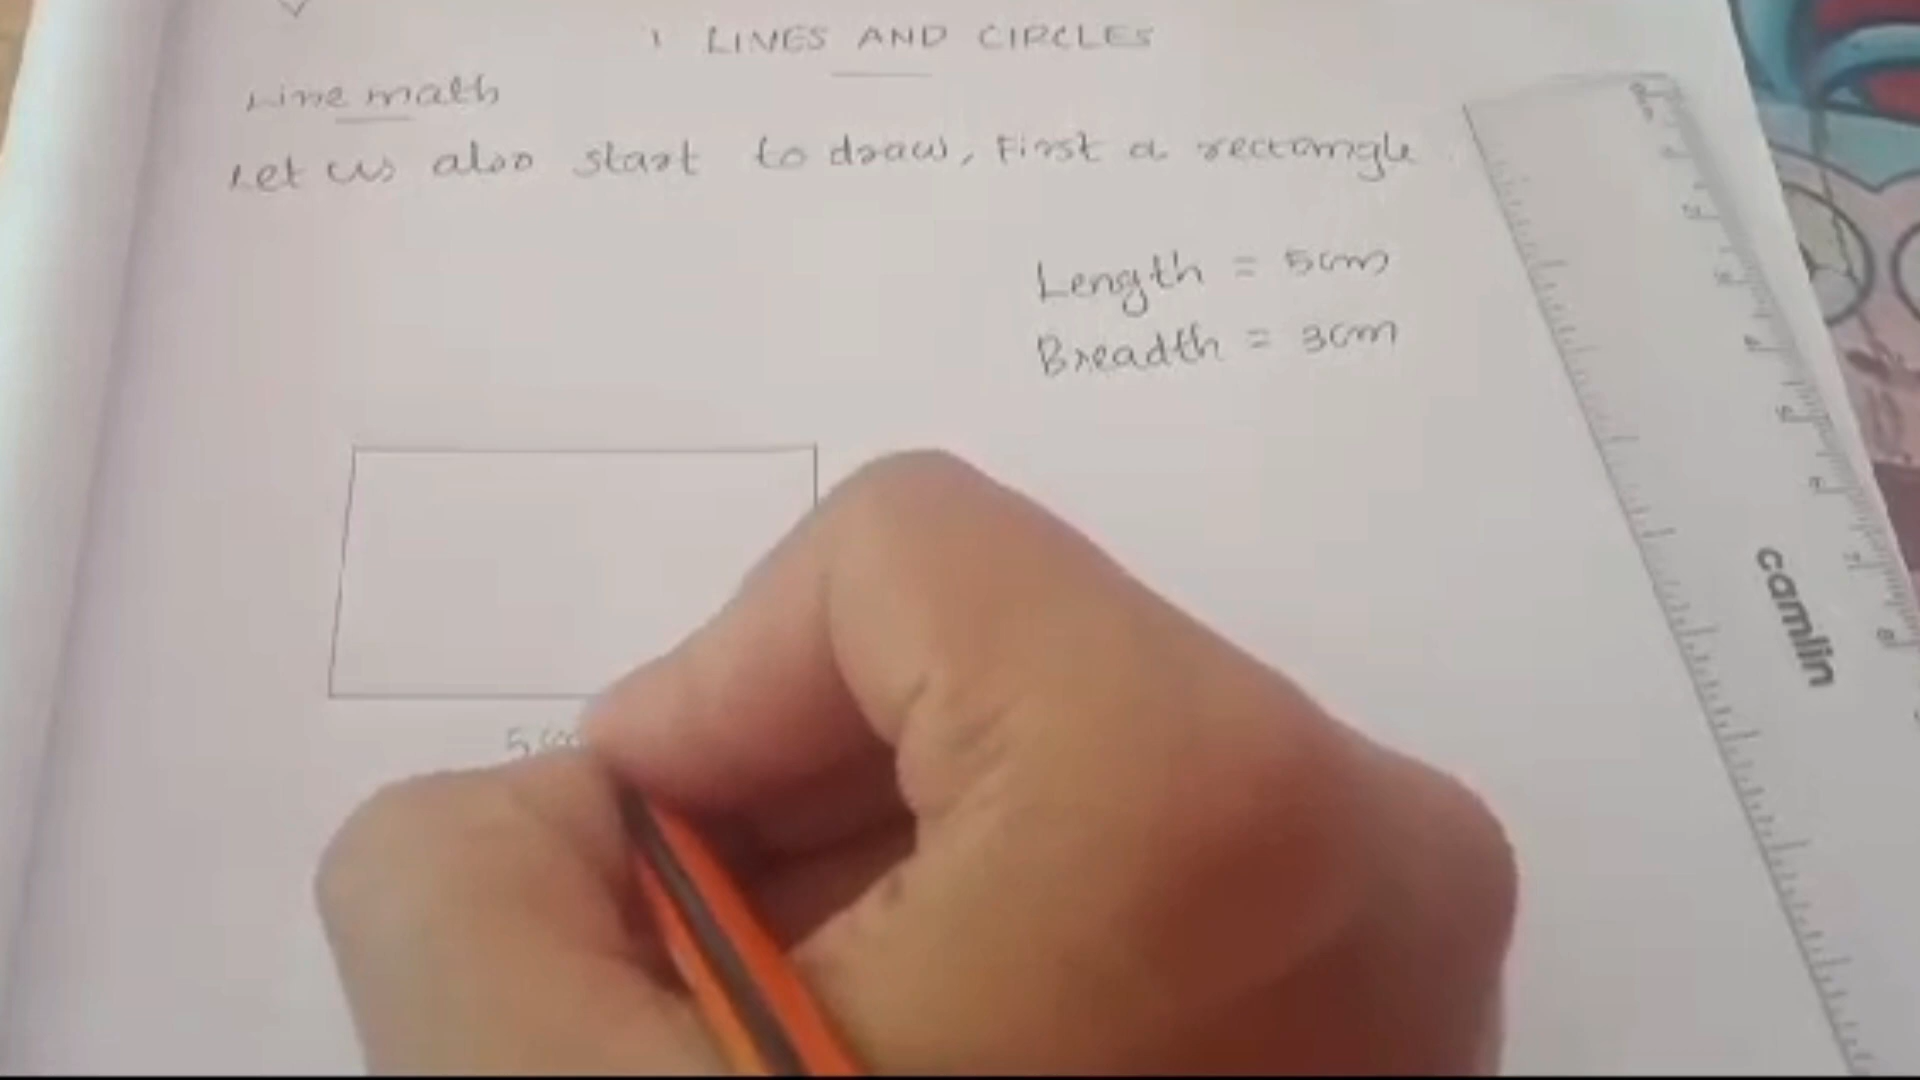 1 LINES AND CIRCLES
Line math
Let us also start to draw, First a rectangle
Length = 5cm
Breadth = 3cm
5cm
camlin